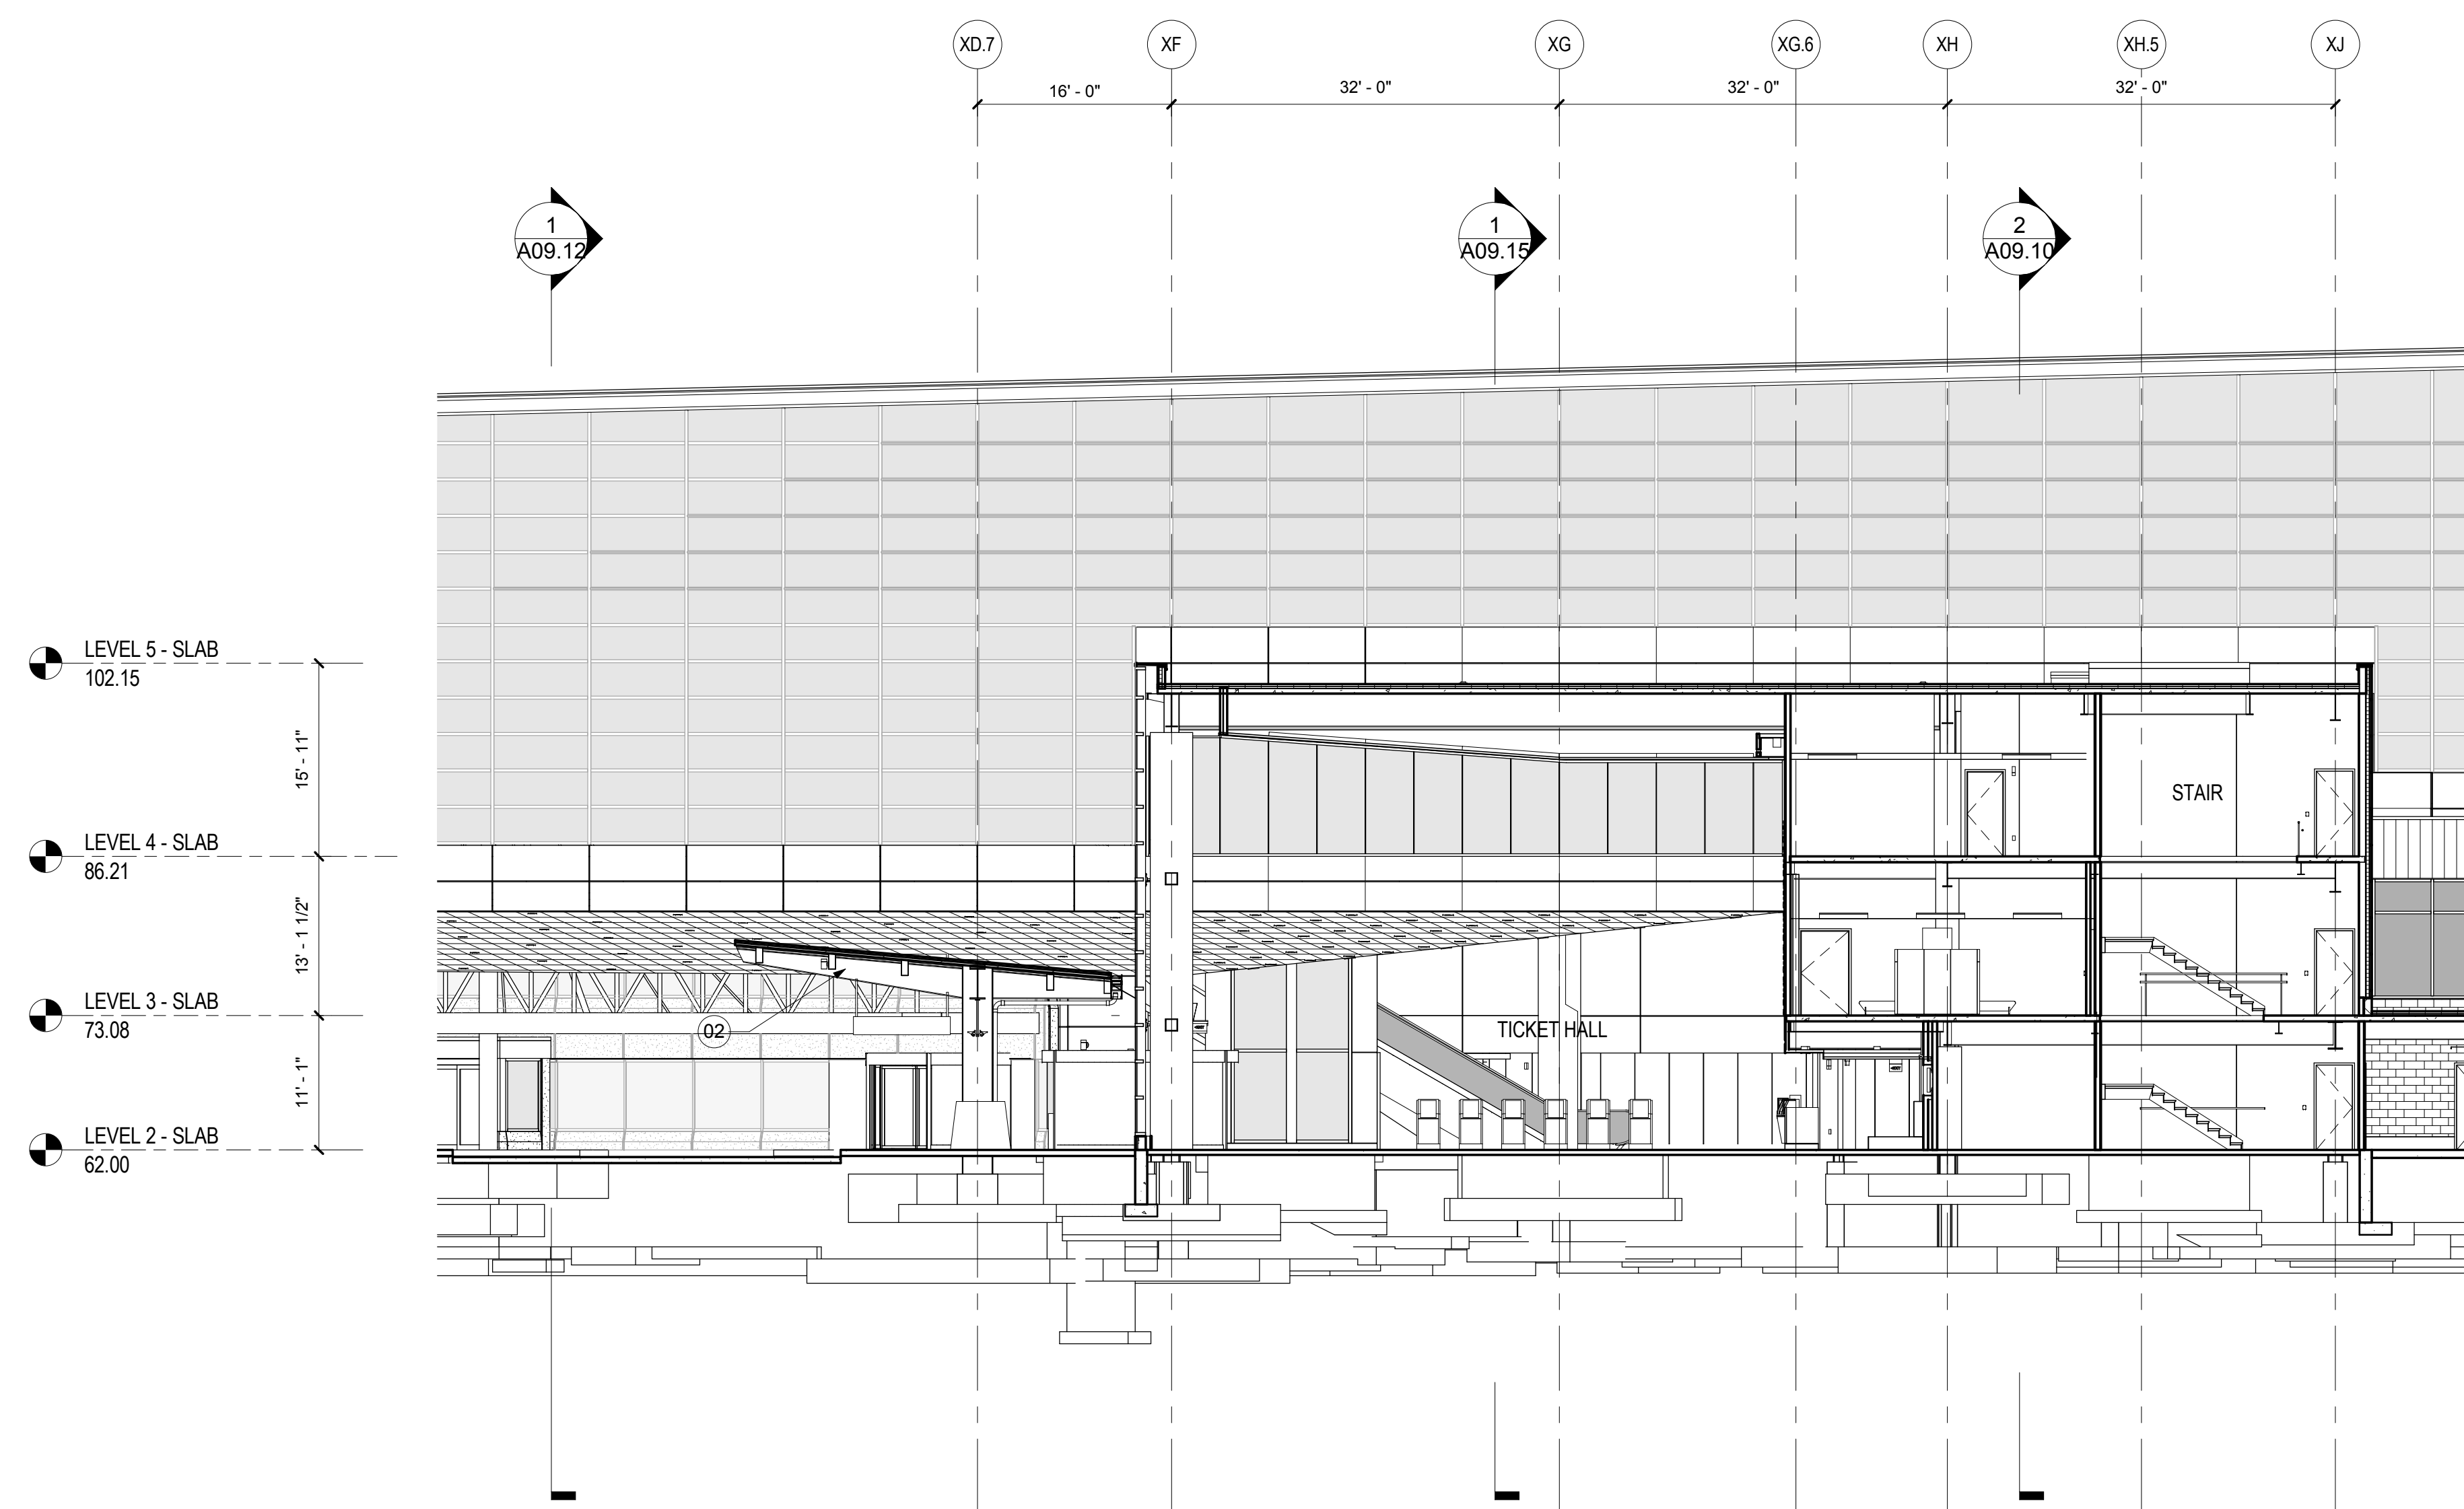 XD.7
XF
XG
XG.6
XH
XH.5
XJ
16' - 0"
32' - 0"
32' - 0"
32' - 0"
1
A09.12
1
A09.15
2
A09.10
LEVEL 5 - SLAB
102.15
15' - 11"
STAIR
LEVEL 4 - SLAB
86.21
13' - 1 1/2"
LEVEL 3 - SLAB
73.08
02
TICKET HALL
11' - 1"
LEVEL 2 - SLAB
62.00